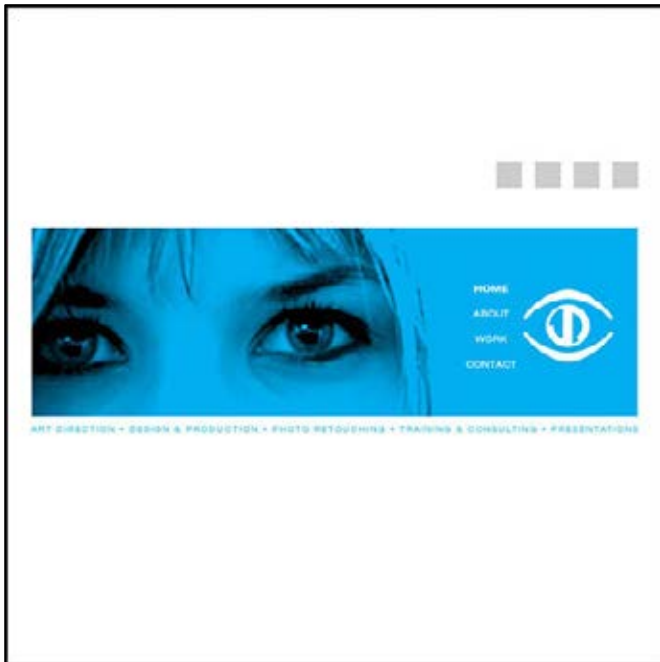 HOME
ABOUT
WORK
CONTACT
ART DIRECTION • DESIGN & PRODUCTION • PHOTO RETOUCHING • TRAINING & CONSULTING • PRESENTATIONS